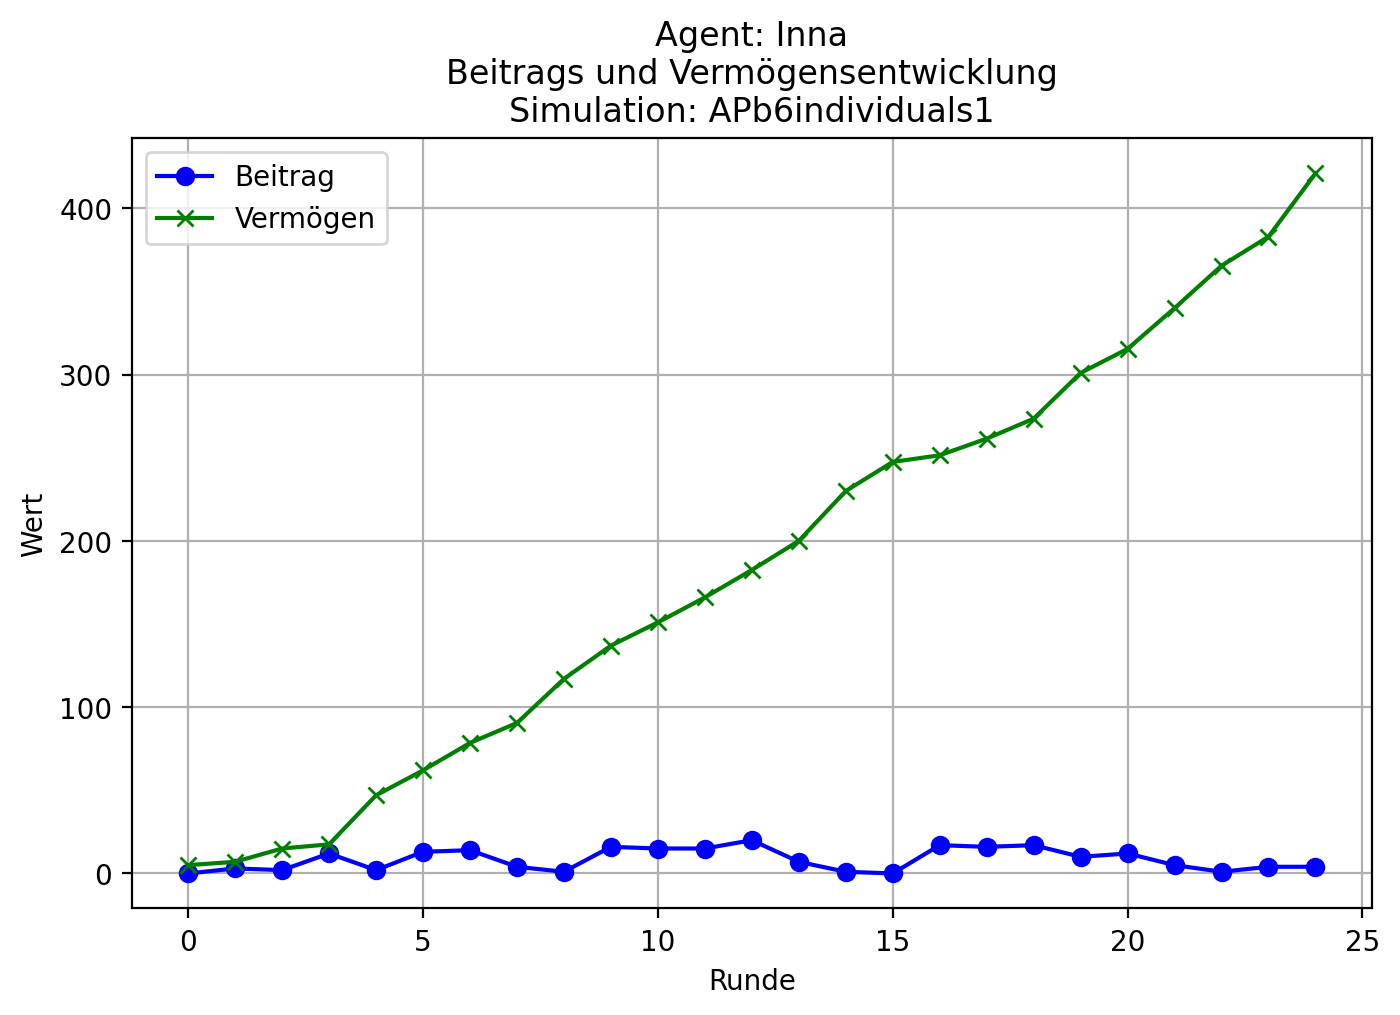 Agent: Inna
Beitrags und Vermögensentwicklung
Simulation: APb6individuals1
Beitrag
Vermögen
400
300
200
100
0
Wert
0 5 10 15 20 25
Runde